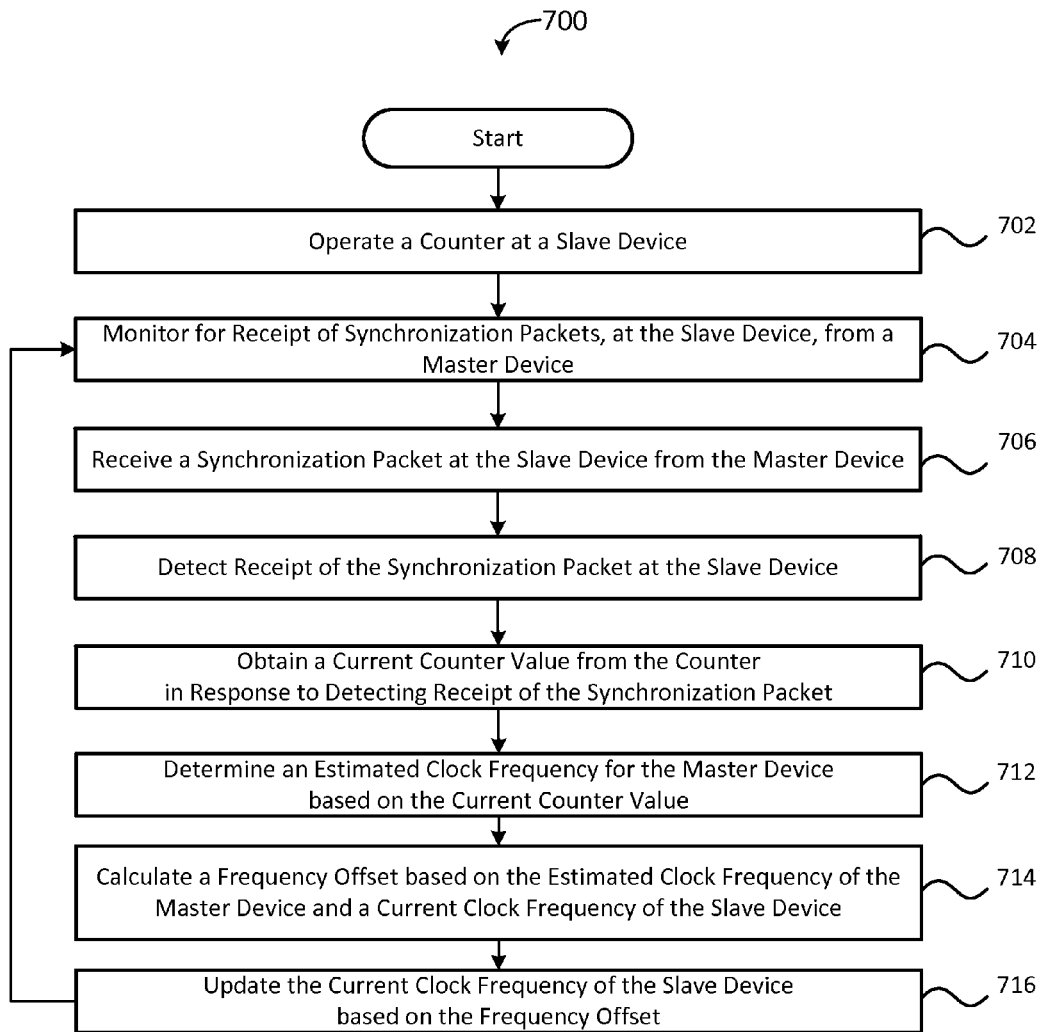 700
Start
Operate a Counter at a Slave Device
702
Monitor for Receipt of Synchronization Packets, at the Slave Device, from a
Master Device
704
Receive a Synchronization Packet at the Slave Device from the Master Device
706
Detect Receipt of the Synchronization Packet at the Slave Device
708
Obtain a Current Counter Value from the Counter
in Response to Detecting Receipt of the Synchronization Packet
710
Determine an Estimated Clock Frequency for the Master Device
based on the Current Counter Value
712
Calculate a Frequency Offset based on the Estimated Clock Frequency of the
Master Device and a Current Clock Frequency of the Slave Device
714
Update the Current Clock Frequency of the Slave Device
based on the Frequency Offset
716